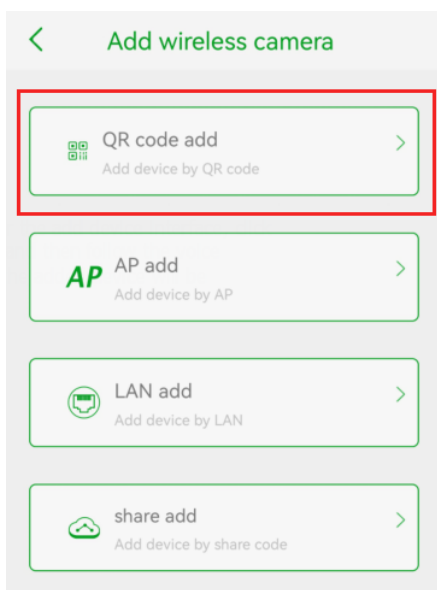 Add wireless camera
QR code add
Add device by QR code
AP
AP add
Add device by AP
LAN add
Add device by LAN
share add
Add device by share code